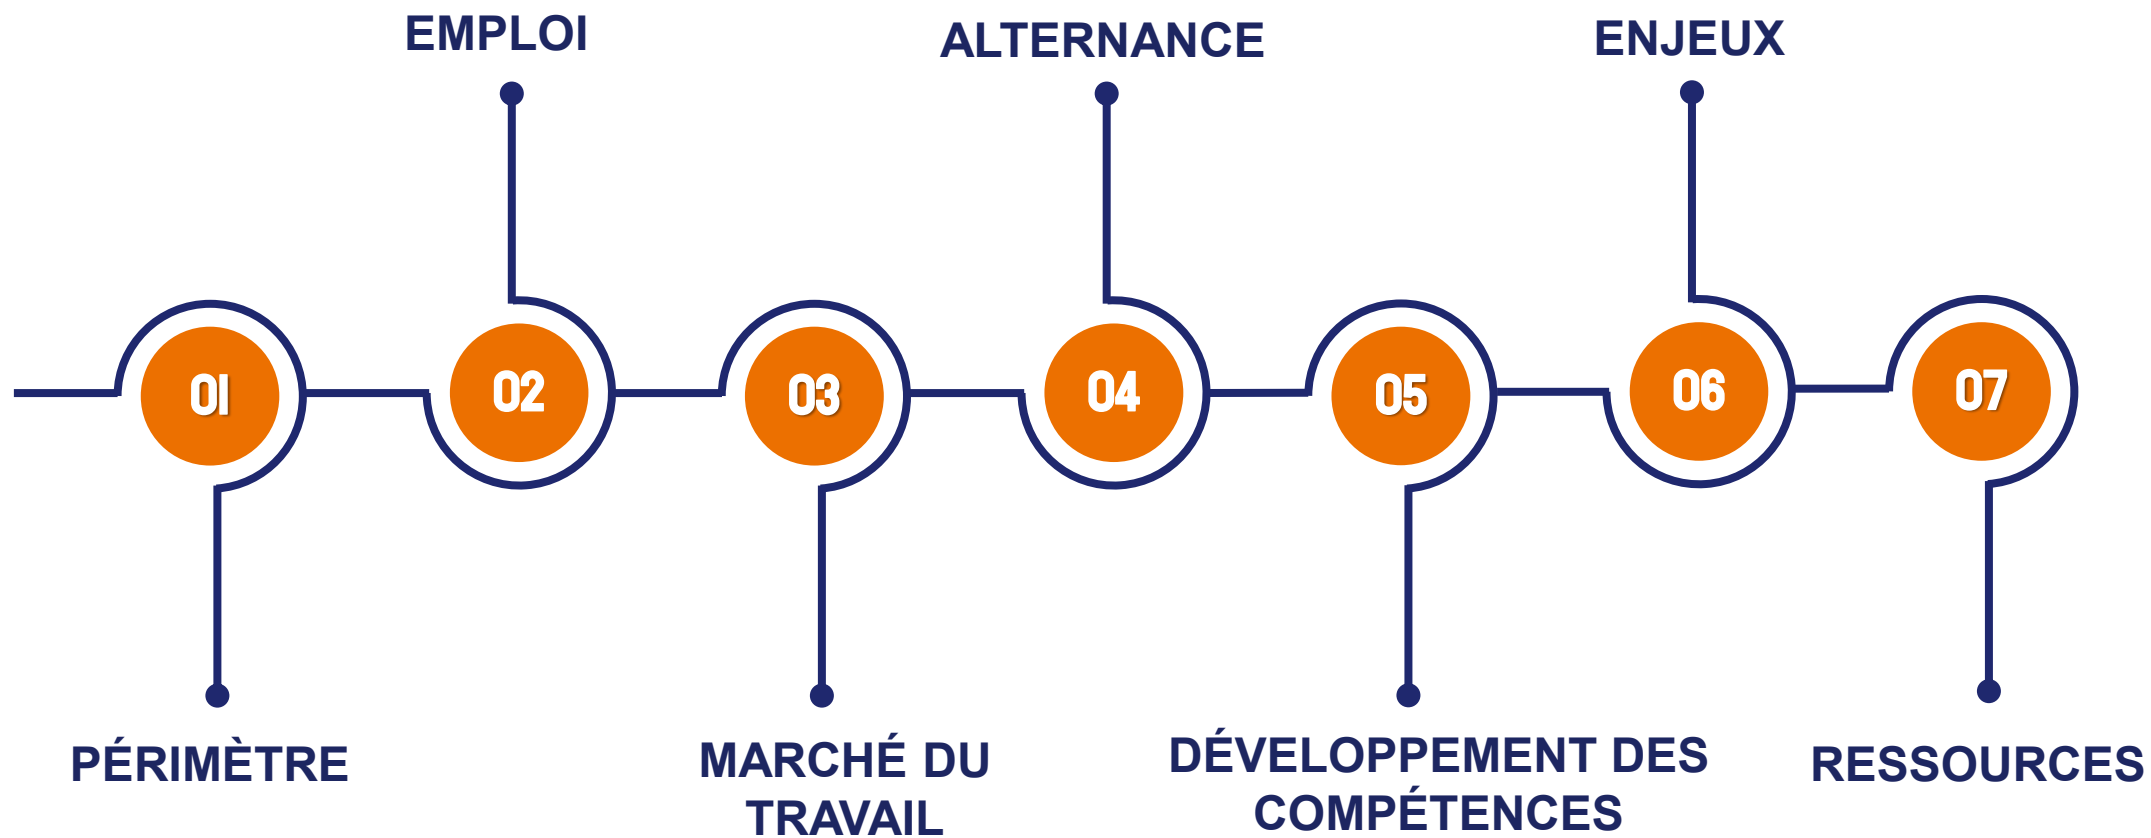 EMPLOI
ALTERNANCE
ENJEUX
01
02
03
04
05
06
07
PÉRIMÈTRE
MARCHÉ DU
TRAVAIL
DÉVELOPPEMENT DES
COMPÉTENCES
RESSOURCES